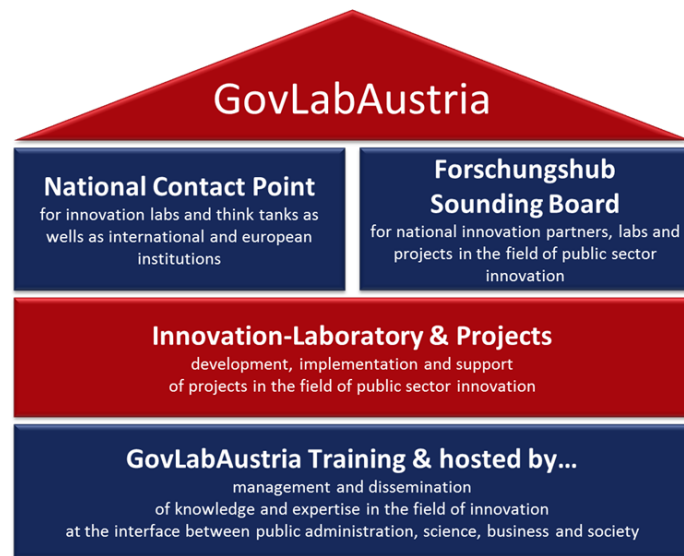 GovLabAustria
National Contact Point
for innovation labs and think tanks as
wells as international and european
institutions
Forschungshub
Sounding Board
for national innovation partners, labs and
projects in the field of public sector
innovation
Innovation-Laboratory & Projects
development, implementation and support
of projects in the field of public sector innovation
GovLabAustria Training & hosted by…
management and dissemination
of knowledge and expertise in the field of innovation
at the interface between public administration, science, business and society